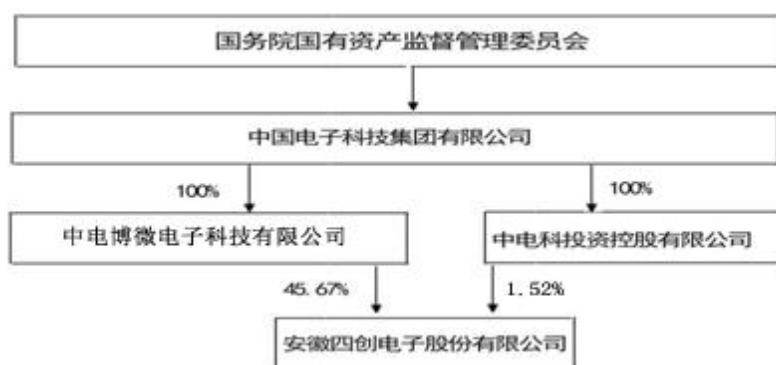 国务院国有资产监督管理委员会
中国电子科技集团有限公司
100%
100%
中电博微电子科技有限公司
中电科投资控股有限公司
45.67%
1.52%
安徽四创电子股份有限公司